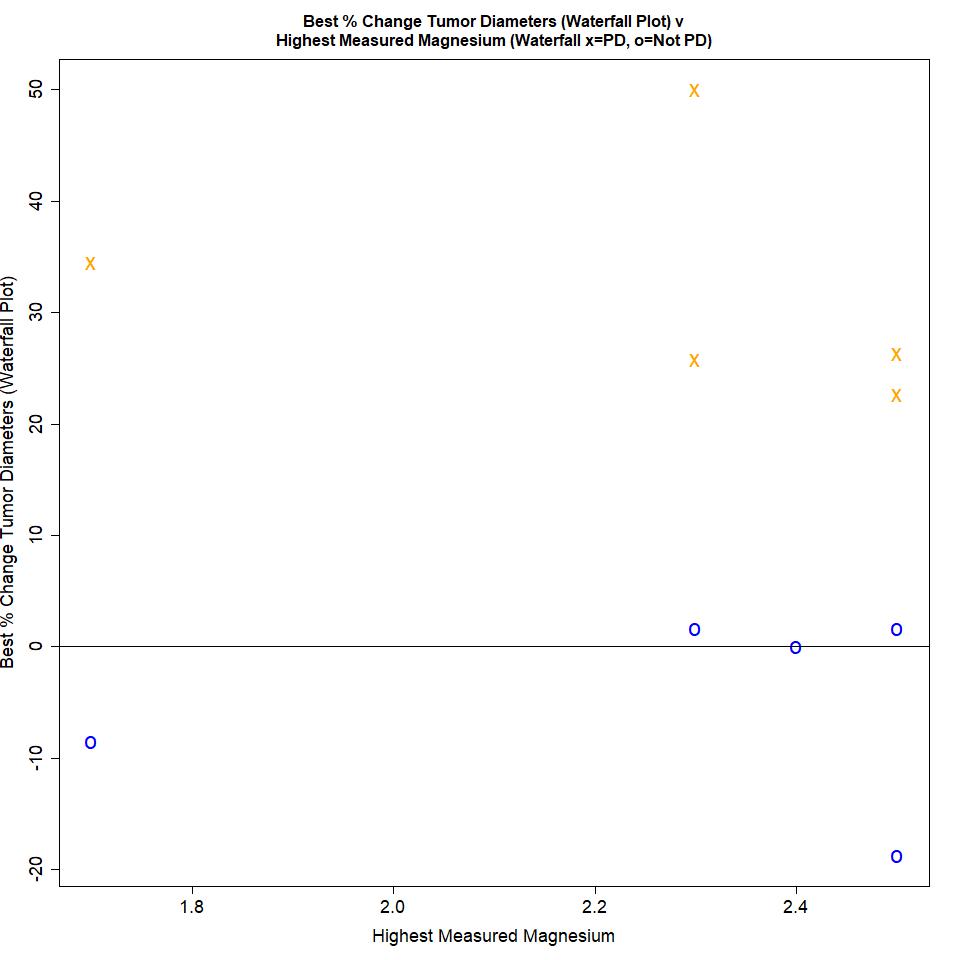 Best % Change Tumor Diameters (Waterfall Plot) v
Highest Measured Magnesium (Waterfall x=PD, o=Not PD)
Best % Change Tumor Diameters (Waterfall Plot)
50
40
30
20
10
0
-10
-20
X
X
X
X
X
O
O
O
O
O
1.8
2.0
2.2
2.4
Highest Measured Magnesium